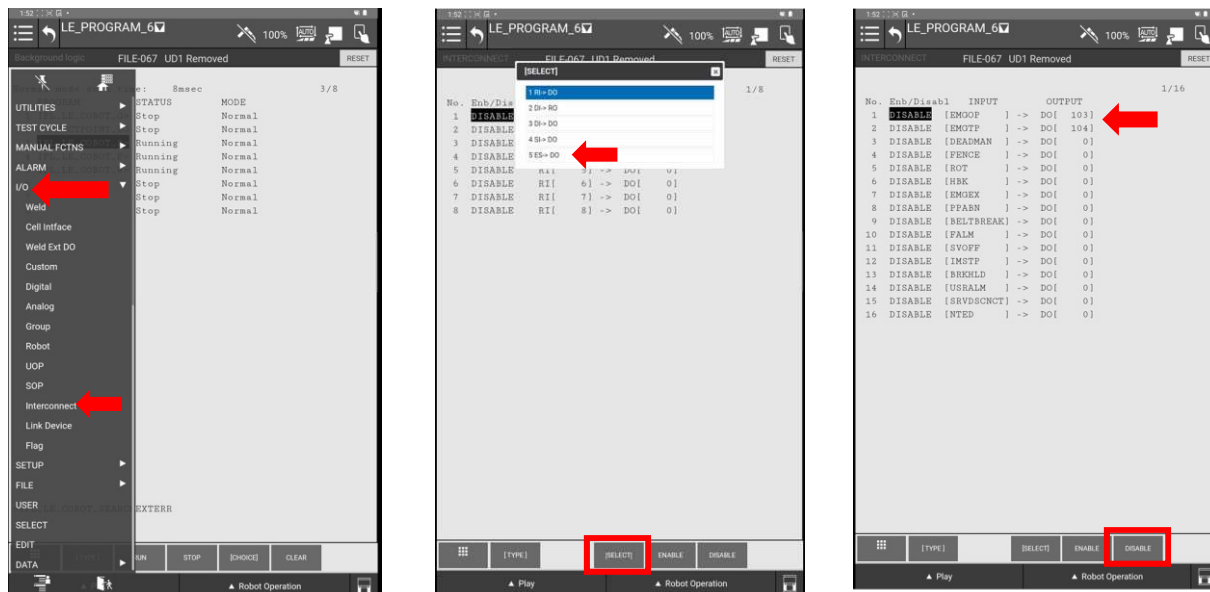 1:52
LE_PROGRAM_6
100%
AUTO
Background logic FILE-067 UD1 Removed RESET
8msec 3/8
UTILITIES
STATUS MODE
Stop Normal
TEST CYCLE
Stop Normal
MANUAL FCTNS
Running Normal
Running Normal
ALARM
Running Normal
I/O
Stop Normal
Stop Normal
Weld
Stop Normal
Cell Intface
Weld Ext DO
Custom
Digital
Analog
Group
Robot
UOP
SOP
Interconnect
Link Device
Flag
SETUP
FILE
USER
EXTERR
SELECT
EDIT
RUN STOP [CHOICE] CLEAR
DATA
Robot Operation
1:52
LE_PROGRAM_6
100%
AUTO
INTERCONNECT FILE-067 UD1 Removed RESET
[SELECT]
1/8
1 RI-> DO
2 DI-> RO
3 DI-> DO
4 SI-> DO
5 ES-> DO
No. Enb/Dis
1 DISABLE
2 DISABLE
3 DISABLE
4 DISABLE
5 DISABLE RI[ 5] -> DO[ 0]
6 DISABLE RI[ 6] -> DO[ 0]
7 DISABLE RI[ 7] -> DO[ 0]
8 DISABLE RI[ 8] -> DO[ 0]
[TYPE] [SELECT] ENABLE DISABLE
Play Robot Operation
1:52
LE_PROGRAM_6
100%
AUTO
INTERCONNECT FILE-067 UD1 Removed RESET
1/16
No. Enb/Disabl INPUT OUTPUT
1 DISABLE [EMGOP ] -> DO[ 103]
2 DISABLE [EMGTP ] -> DO[ 104]
3 DISABLE [DEADMAN ] -> DO[ 0]
4 DISABLE [FENCE ] -> DO[ 0]
5 DISABLE [ROT ] -> DO[ 0]
6 DISABLE [HBK ] -> DO[ 0]
7 DISABLE [EMGEX ] -> DO[ 0]
8 DISABLE [PPABN ] -> DO[ 0]
9 DISABLE [BELTBREAK] -> DO[ 0]
10 DISABLE [FALM ] -> DO[ 0]
11 DISABLE [SVOFF ] -> DO[ 0]
12 DISABLE [IMSTP ] -> DO[ 0]
13 DISABLE [BRKHLD ] -> DO[ 0]
14 DISABLE [USRALM ] -> DO[ 0]
15 DISABLE [SRVDSCNCT] -> DO[ 0]
16 DISABLE [NTED ] -> DO[ 0]
[TYPE] [SELECT] ENABLE DISABLE
Play Robot Operation